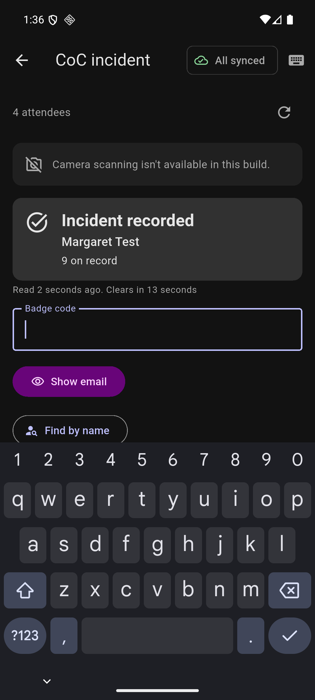 1:36
CoC incident
All synced
4 attendees
Camera scanning isn't available in this build.
Incident recorded
Margaret Test
9 on record
Read 2 seconds ago. Clears in 13 seconds
Badge code
Show email
Find by name
1 2 3 4 5 6 7 8 9 0
q w e r t y u i o p
a s d f g h j k l
z x c v b n m
?123 , .